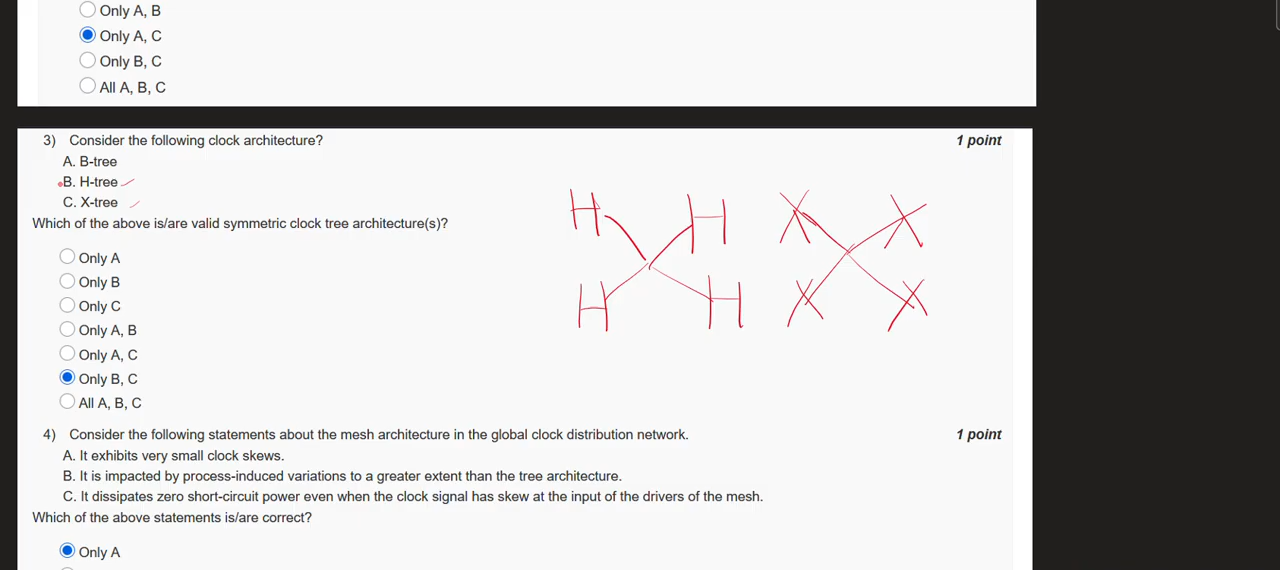 Only A, B
Only A, C
Only B, C
All A, B, C
3) Consider the following clock architecture? 1 point
A. B-tree
B. H-tree
C. X-tree
Which of the above is/are valid symmetric clock tree architecture(s)?
H H X X
H H X X
Only A
Only B
Only C
Only A, B
Only A, C
Only B, C
All A, B, C
4) Consider the following statements about the mesh architecture in the global clock distribution network. 1 point
A. It exhibits very small clock skews.
B. It is impacted by process-induced variations to a greater extent than the tree architecture.
C. It dissipates zero short-circuit power even when the clock signal has skew at the input of the drivers of the mesh.
Which of the above statements is/are correct?
Only A